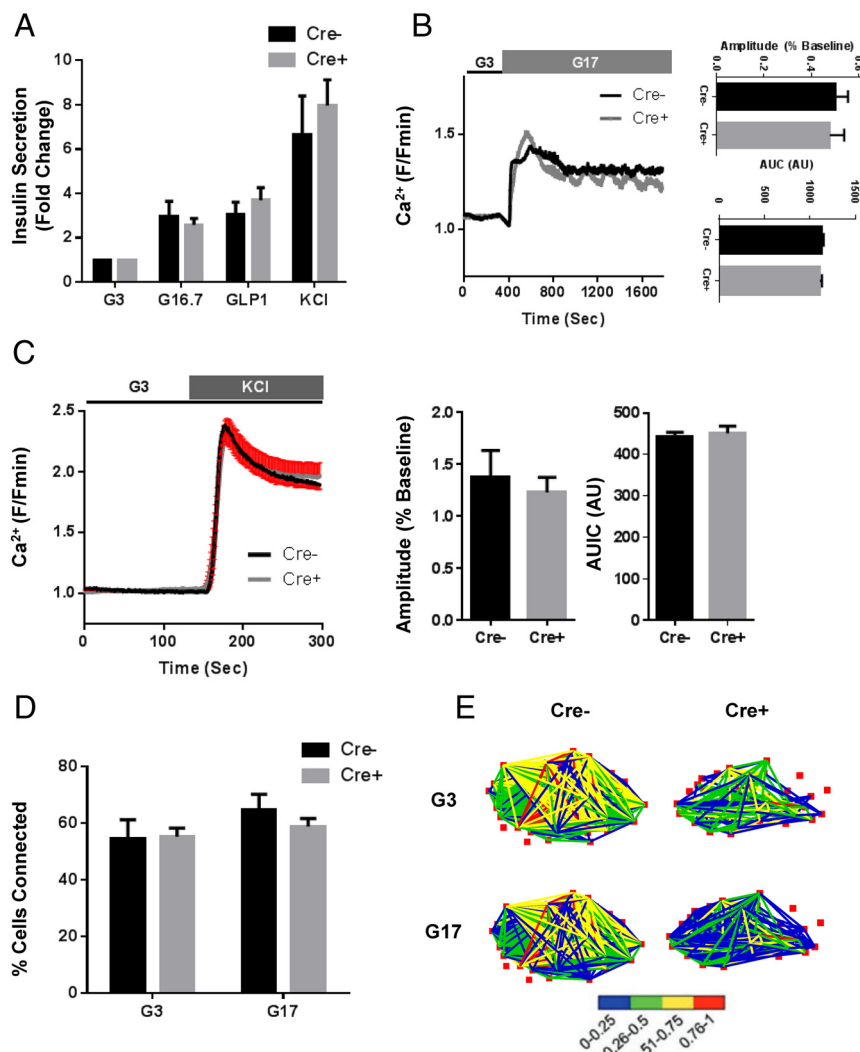 A
Cre-
Cre+
Insulin Secretion
(Fold Change)
10
8
6
4
2
0
G3
G16.7
GLP1
KCl
B
G3
G17
Cre-
Cre+
Ca2+ (F/Fmin)
1.5
1.0
0
400
800
1200
1600
Time (Sec)
Amplitude (% Baseline)
0.0
0.2
0.4
0.6
Cre-
Cre+
AUC (AU)
0
500
1000
1500
Cre-
Cre+
C
G3
KCl
Ca2+ (F/Fmin)
2.5
2.0
1.5
1.0
Cre-
Cre+
0
100
200
300
Time (Sec)
Amplitude (% Baseline)
2.0
1.5
1.0
0.5
0.0
Cre-
Cre+
AUIC (AU)
500
400
300
200
100
0
Cre-
Cre+
D
Cre-
Cre+
% Cells Connected
80
60
40
20
0
G3
G17
E
Cre-
Cre+
G3
G17
0-0.25
0.26-0.5
51-0.75
0.76-1